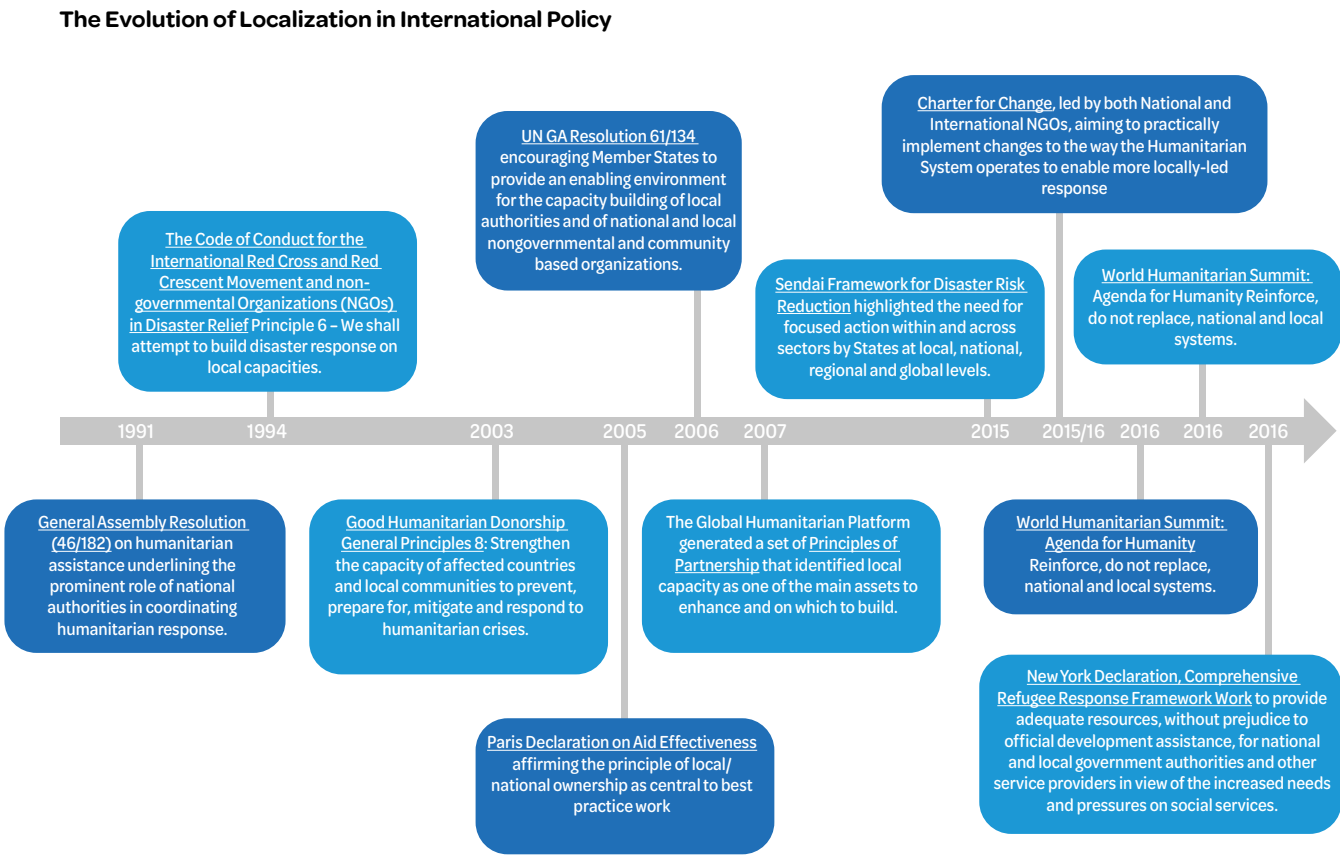 The Evolution of Localization in International Policy
Charter for Change, led by both National and
International NGOs, aiming to practically
implement changes to the way the Humanitarian
System operates to enable more locally-led
response
UN GA Resolution 61/134
encouraging Member States to
provide an enabling environment
for the capacity building of local
authorities and of national and local
nongovernmental and community
based organizations.
The Code of Conduct for the
International Red Cross and Red
Crescent Movement and non-
governmental Organizations (NGOs)
in Disaster Relief Principle 6 – We shall
attempt to build disaster response on
local capacities.
Sendai Framework for Disaster Risk
Reduction highlighted the need for
focused action within and across
sectors by States at local, national,
regional and global levels.
World Humanitarian Summit:
Agenda for Humanity Reinforce,
do not replace, national and local
systems.
1991 1994 2003 2005 2006 2007 2015 2015/16 2016 2016 2016
General Assembly Resolution
(46/182) on humanitarian
assistance underlining the
prominent role of national
authorities in coordinating
humanitarian response.
Good Humanitarian Donorship
General Principles 8: Strengthen
the capacity of affected countries
and local communities to prevent,
prepare for, mitigate and respond to
humanitarian crises.
The Global Humanitarian Platform
generated a set of Principles of
Partnership that identified local
capacity as one of the main assets to
enhance and on which to build.
World Humanitarian Summit:
Agenda for Humanity
Reinforce, do not replace,
national and local systems.
Paris Declaration on Aid Effectiveness
affirming the principle of local/
national ownership as central to best
practice work
New York Declaration, Comprehensive
Refugee Response Framework Work to provide
adequate resources, without prejudice to
official development assistance, for national
and local government authorities and other
service providers in view of the increased needs
and pressures on social services.